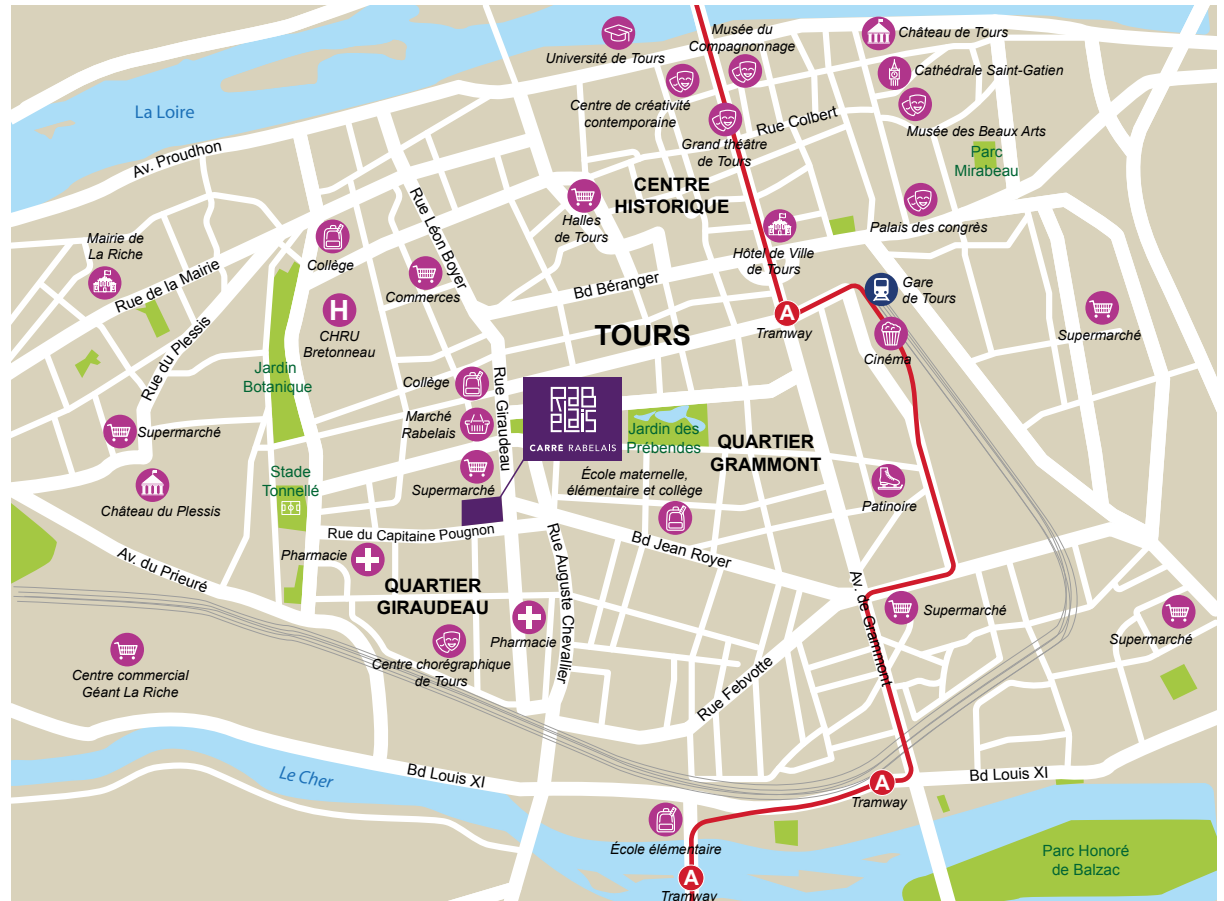 Université de Tours
Musée du
Compagnonnage
Château de Tours
Cathédrale Saint-Gatien
La Loire
Centre de créativité
contemporaine
Rue Colbert
Musée des Beaux Arts
Av. Proudhon
Grand théâtre
de Tours
Parc
Mirabeau
CENTRE
HISTORIQUE
Rue Léon Boyer
Halles
de Tours
Palais des congrès
Mairie de
La Riche
Collège
Hôtel de Ville
de Tours
Rue de la Mairie
Commerces
Bd Béranger
Gare
de Tours
H
CHRU
Bretonneau
TOURS
A
Tramway
Supermarché
Cinéma
Rue du Plessis
Jardin
Botanique
Collège
Rue Giraudeau
RABELAIS
CARRÉ RABELAIS
Marché
Rabelais
Jardin des
Prébendes
QUARTIER
GRAMMONT
Supermarché
Stade
Tonnellé
Supermarché
École maternelle,
élémentaire et collège
Château du Plessis
Patinoire
Rue du Capitaine Pougnon
Bd Jean Royer
Rue Auguste Chevallier
Av. du Prieuré
Pharmacie
QUARTIER
GIRAUDEAU
Av. de Grammont
Supermarché
Supermarché
Pharmacie
Centre commercial
Géant La Riche
Centre chorégraphique
de Tours
Rue Febvotte
Le Cher
Bd Louis XI
Bd Louis XI
A
Tramway
École élémentaire
Parc Honoré
de Balzac
A
Tramway